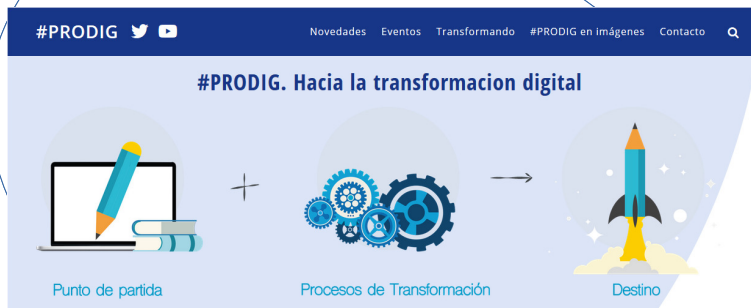 #PRODIG
Novedades Eventos Transformando #PRODIG en imágenes Contacto
#PRODIG. Hacia la transformacion digital
Punto de partida
Procesos de Transformación
Destino